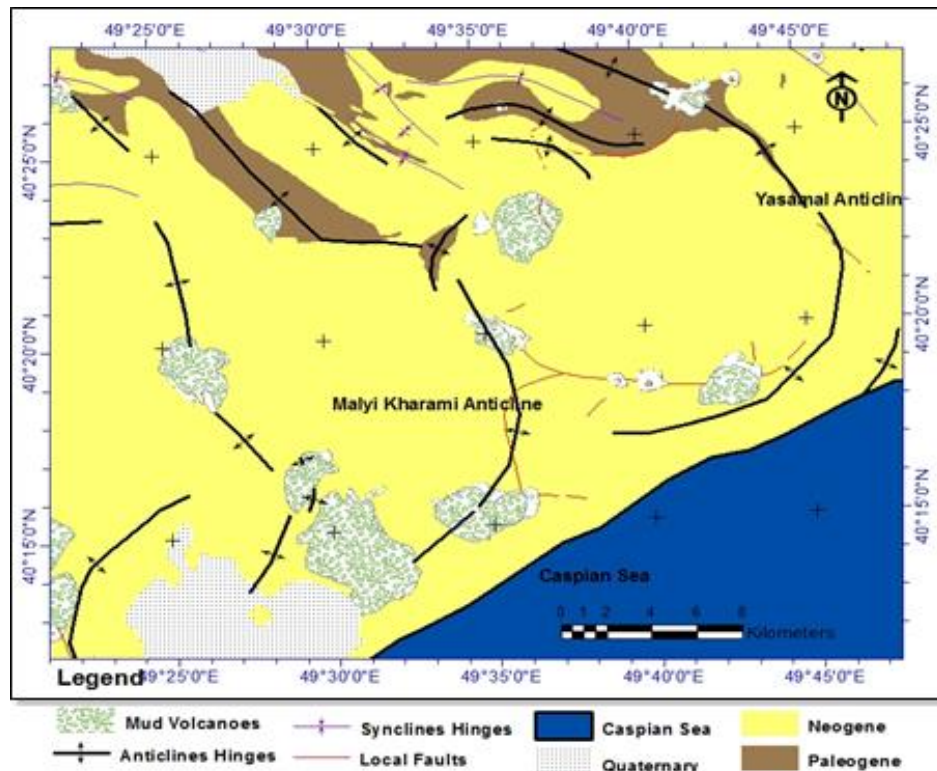 49°25'0"E 49°30'0"E 49°35'0"E 49°40'0"E 49°45'0"E
N
40°25'0"N 40°25'0"N
Yasamal Anticlin
40°20'0"N 40°20'0"N
Malyi Kharami Anticline
40°15'0"N 40°15'0"N
Caspian Sea
0 1 2 4 6 8
Kilometers
Legend
49°25'0"E 49°30'0"E 49°35'0"E 49°40'0"E 49°45'0"E
Mud Volcanoes Synclines Hinges Caspian Sea Neogene
Anticlines Hinges Local Faults Quaternary Paleogene